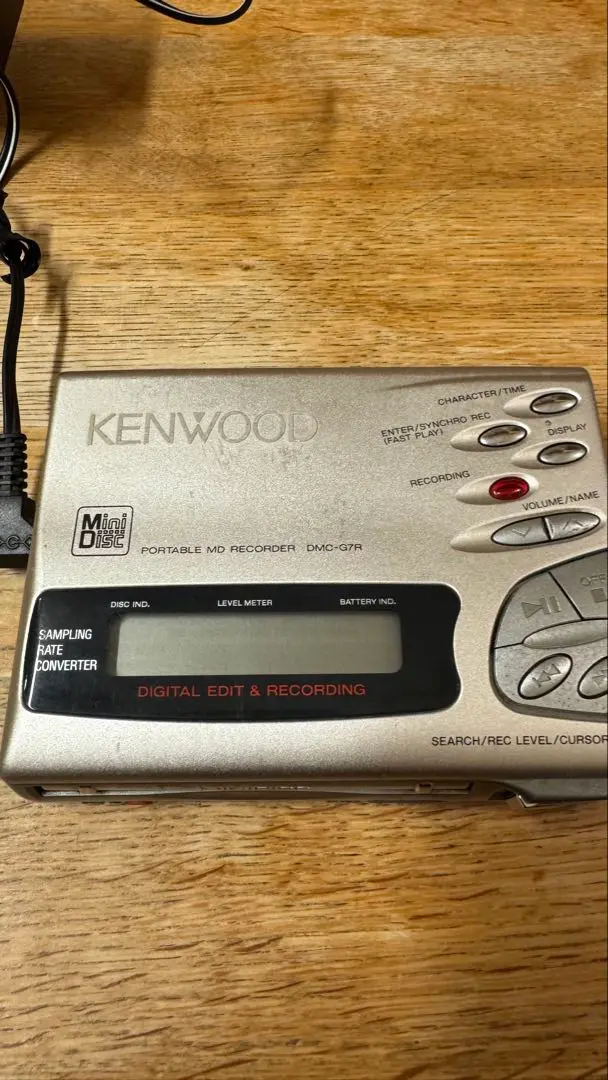 KENWOOD
CHARACTER/TIME
ENTER/SYNCHRO REC
(FAST PLAY)
DISPLAY
RECORDING
VOLUME/NAME
Mini
Disc
PORTABLE MD RECORDER DMC-G7R
OFF
DISC IND.
LEVEL METER
BATTERY IND.
SAMPLING
RATE
CONVERTER
DIGITAL EDIT & RECORDING
SEARCH/REC LEVEL/CURSOR